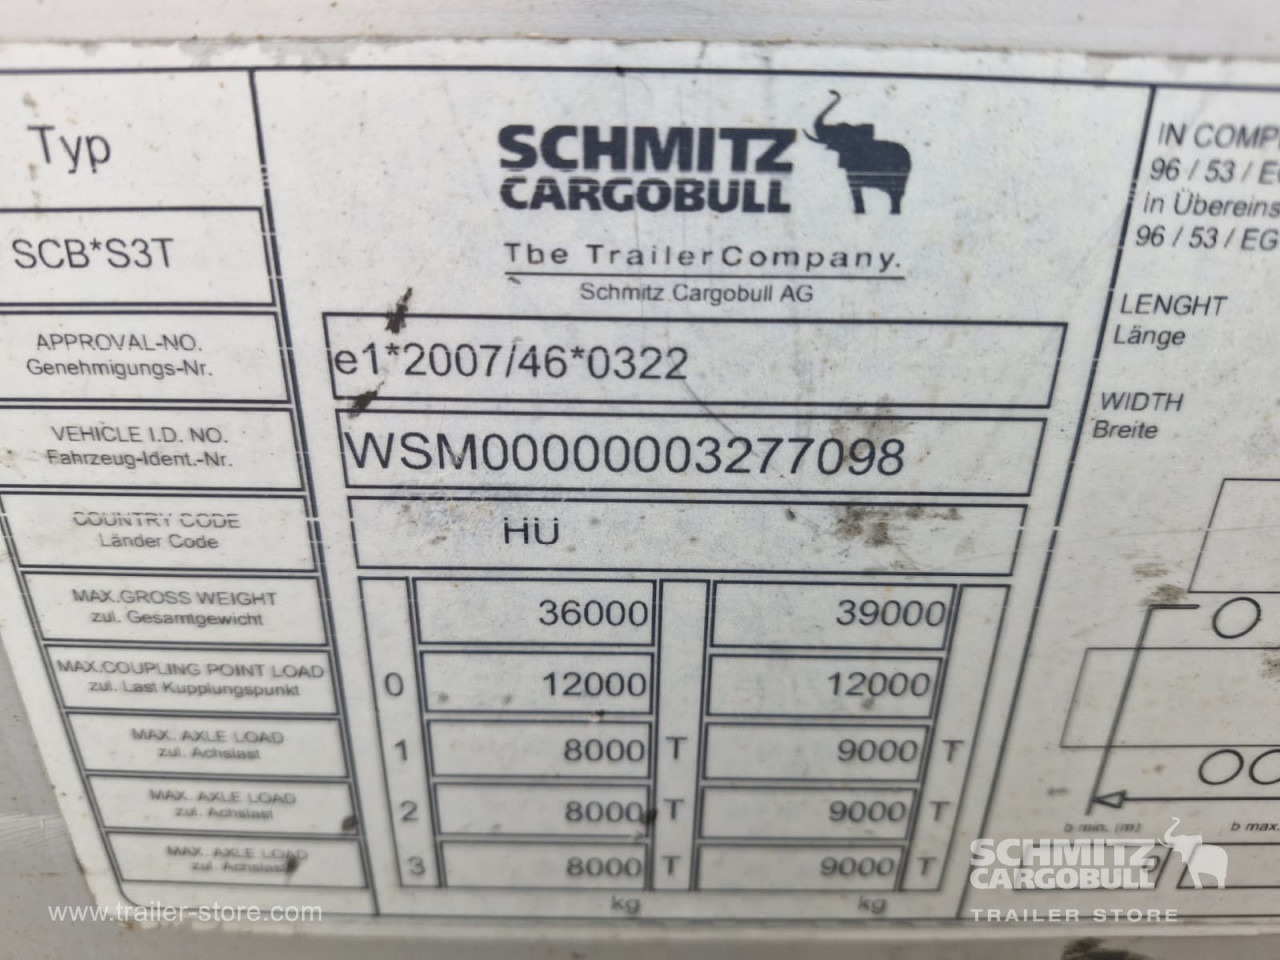 Typ
SCHMITZ
CARGOBULL
The TrailerCompany.
Schmitz Cargobull AG
IN COMP
96 / 53 / E
in Übereins
96 / 53 / EG
SCB*S3T
LENGHT
Länge
APPROVAL-NO.
Genehmigungs-Nr.
e1*2007/46*0322
WIDTH
Breite
VEHICLE I.D. NO.
Fahrzeug-Ident.-Nr.
WSM00000003277098
COUNTRY CODE
Länder Code
HU
MAX.GROSS WEIGHT
zul. Gesamtgewicht
36000 39000
MAX.COUPLING POINT LOAD
zul. Last Kupplungspunkt
0 12000 12000
MAX. AXLE LOAD
zul. Achslast
1 8000 T 9000 T
MAX. AXLE LOAD
zul. Achslast
2 8000 T 9000 T
MAX. AXLE LOAD
zul. Achslast
3 8000 T 9000 T
kg kg
b min. (m) b max.
www.trailer-store.com
SCHMITZ
CARGOBULL
TRAILER STORE